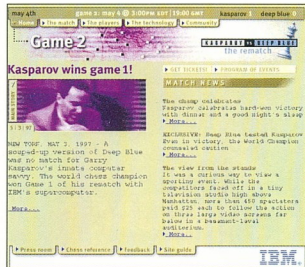 may 4th
game 2: may 4 @ 3:00PM EDT | 19:00 GMT
kasparov 1 deep blue 0
Home The match The players The technology Community
Game 2
KASPAROV vs DEEP BLUE
the rematch
Kasparov wins game 1!
GET TICKETS! PROGRAM OF EVENTS
MATCH NEWS
The champ celebrates
Kasparov celebrates hard-won victory
with dinner and a good night's sleep
More...
EXCLUSIVE: Deep Blue tested Kasparov
Even in victory, the World Champion
More...
The view from the stands
It was a curious way to view a
sporting event. While the
competitors faced off in a tiny
television studio high above
Manhattan, more than 450 spectators
paid $25 each to follow the action
on three large video screens far
below in a basement-level
auditorium.
More...
NEW YORK, MAY 3, 1997 - A
souped-up version of Deep Blue
was no match for Garry
Kasparov's innate computer
savvy. The world chess Champion
won Game 1 of his rematch with
IBM's supercomputer.
More...
Press room Chess reference Feedback Site guide
IBM